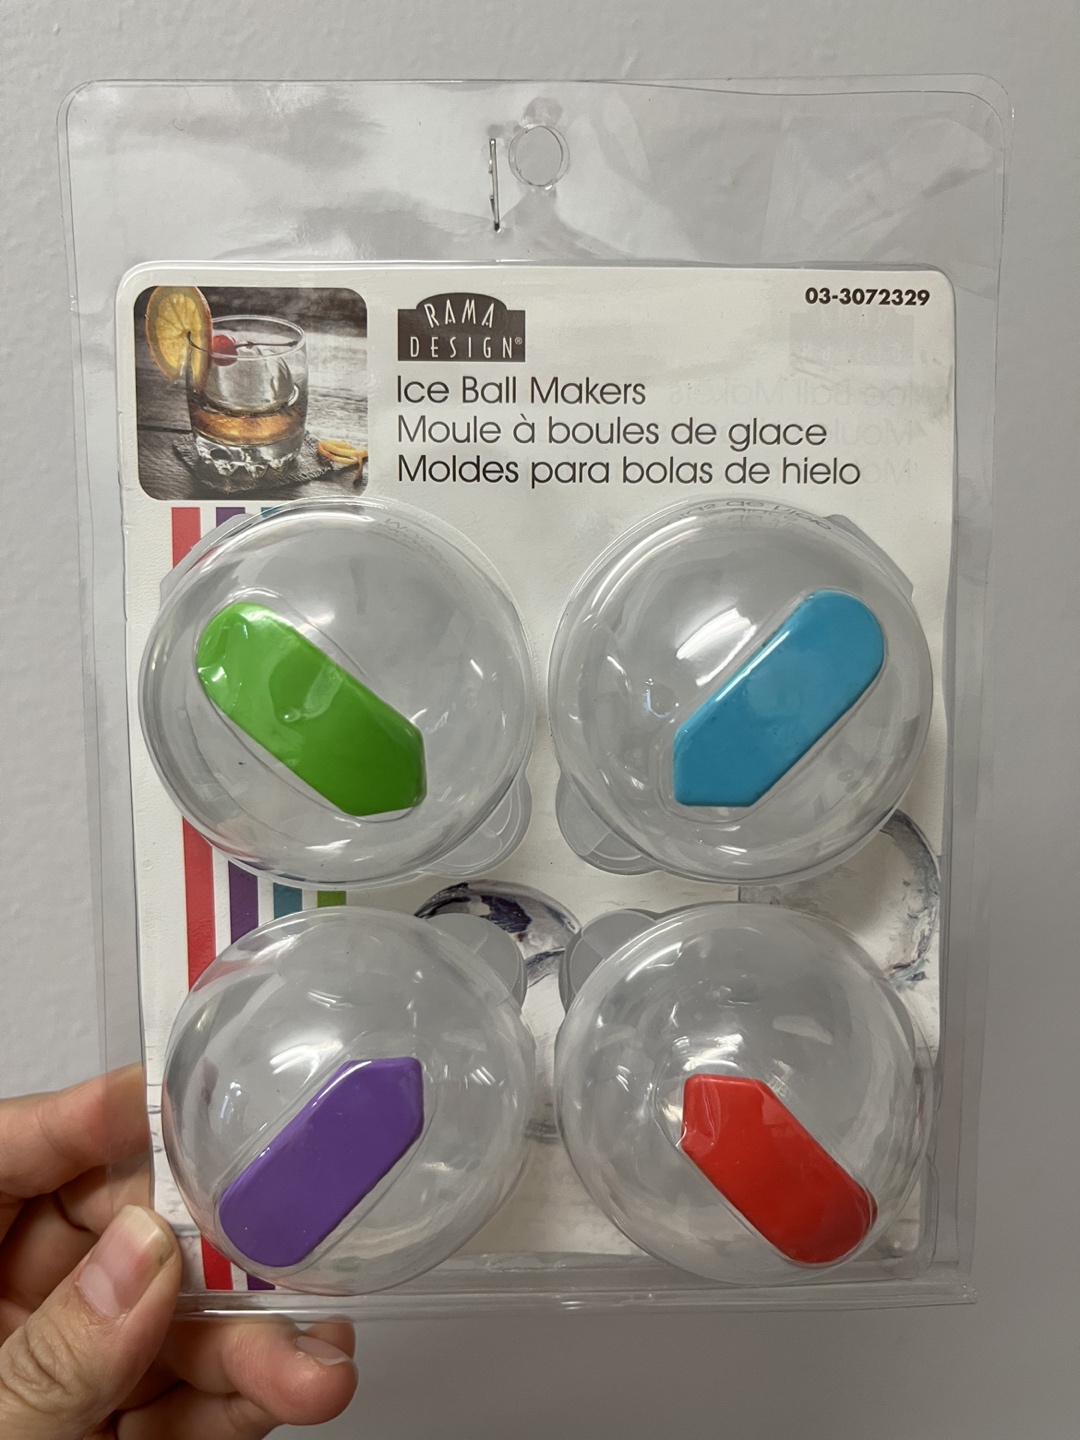 03-3072329
RAMA
DESIGN®
Ice Ball Makers
Moule à boules de glace
Moldes para bolas de hielo